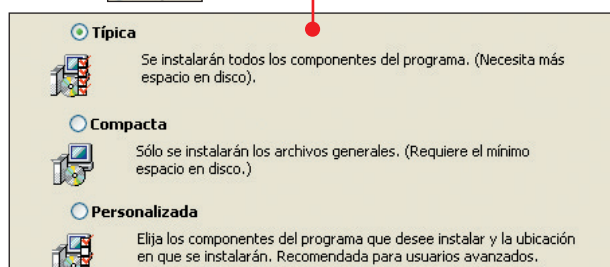 Típica
Se instalarán todos los componentes del programa. (Necesita más
espacio en disco).
Compacta
Sólo se instalarán los archivos generales. (Requiere el mínimo
espacio en disco.)
Personalizada
Elija los componentes del programa que desee instalar y la ubicación
en que se instalarán. Recomendada para usuarios avanzados.